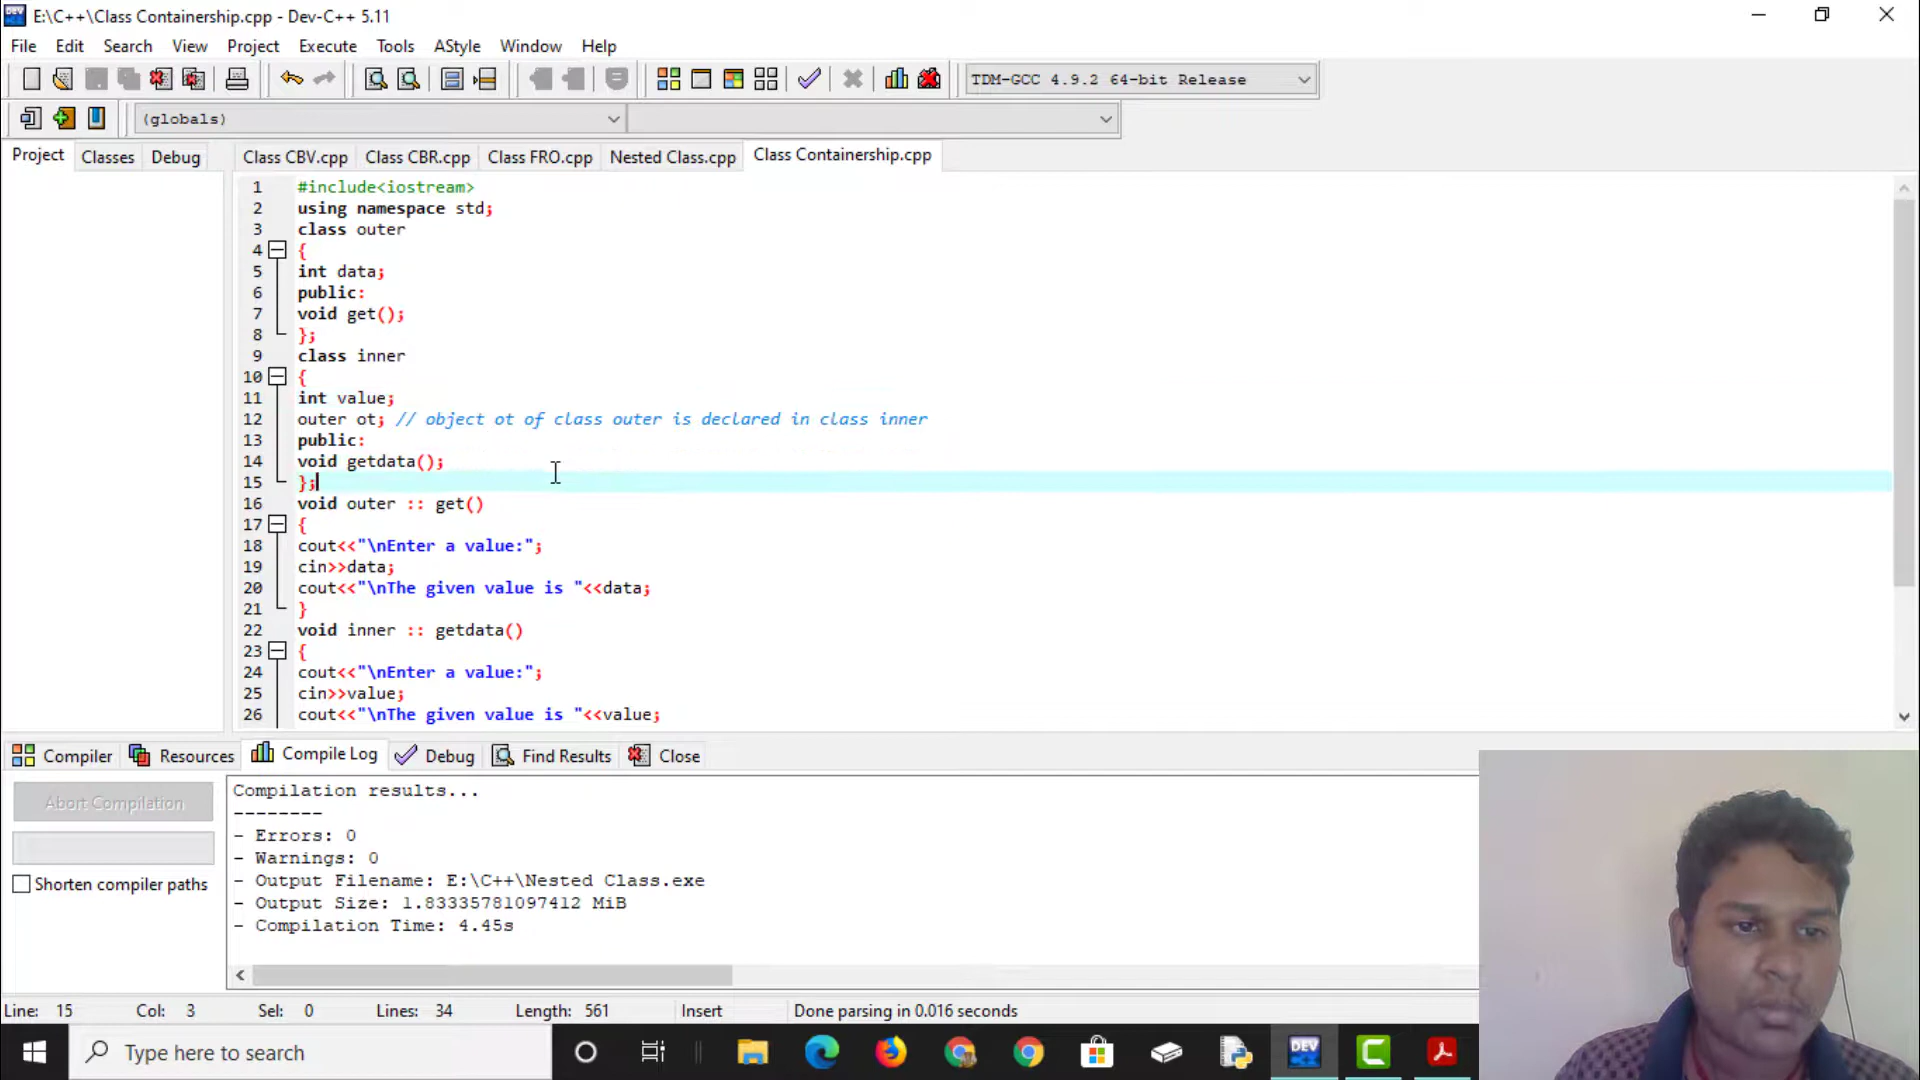 E:\C++\Class Containership.cpp - Dev-C++ 5.11
File Edit Search View Project Execute Tools AStyle Window Help
TDM-GCC 4.9.2 64-bit Release
(globals)
Project Classes Debug
Class CBV.cpp Class CBR.cpp Class FRO.cpp Nested Class.cpp Class Containership.cpp
1 #include<iostream>
2 using namespace std;
3 class outer
4 {
5 int data;
6 public:
7 void get();
8 };
9 class inner
10 {
11 int value;
12 outer ot; // object ot of class outer is declared in class inner
13 public:
14 void getdata();
15 };
16 void outer :: get()
17 {
18 cout<<"\nEnter a value:";
19 cin>>data;
20 cout<<"\nThe given value is "<<data;
21 }
22 void inner :: getdata()
23 {
24 cout<<"\nEnter a value:";
25 cin>>value;
26 cout<<"\nThe given value is "<<value;
Compiler Resources Compile Log Debug Find Results Close
Abort Compilation
Shorten compiler paths
Compilation results...
--------
- Errors: 0
- Warnings: 0
- Output Filename: E:\C++\Nested Class.exe
- Output Size: 1.83335781097412 MiB
- Compilation Time: 4.45s
Line: 15 Col: 3 Sel: 0 Lines: 34 Length: 561 Insert Done parsing in 0.016 seconds
Type here to search